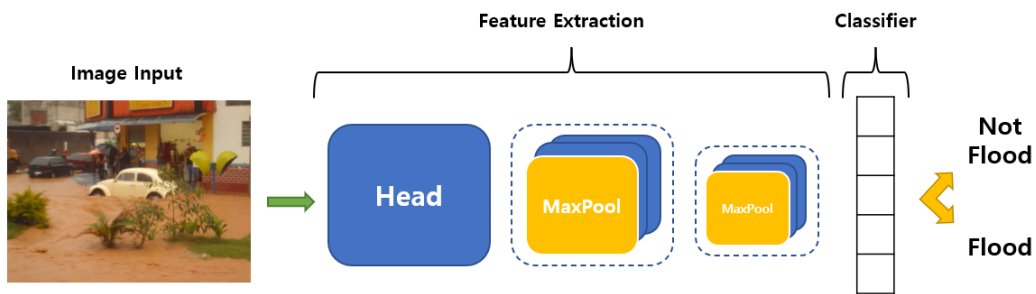 Feature Extraction
Classifier
Image Input
Head
MaxPool
MaxPool
Not
Flood
Flood